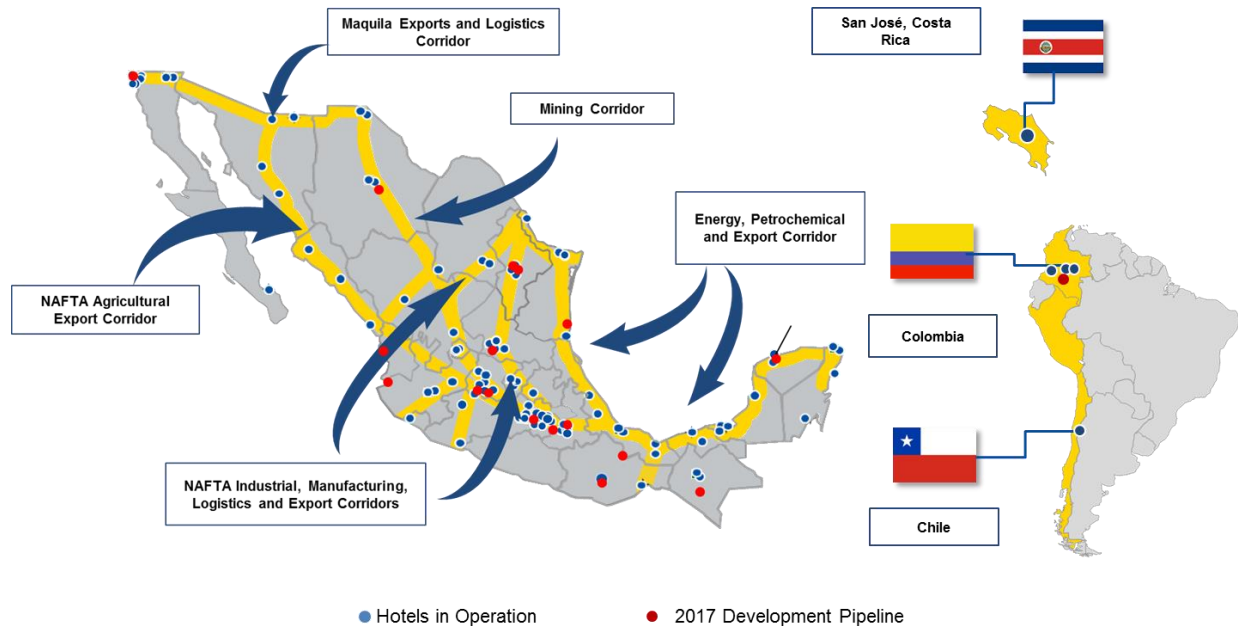 Maquila Exports and Logistics
Corridor
San José, Costa
Rica
Mining Corridor
Energy, Petrochemical
and Export Corridor
NAFTA Agricultural
Export Corridor
Colombia
NAFTA Industrial, Manufacturing,
Logistics and Export Corridors
Chile
Hotels in Operation
2017 Development Pipeline